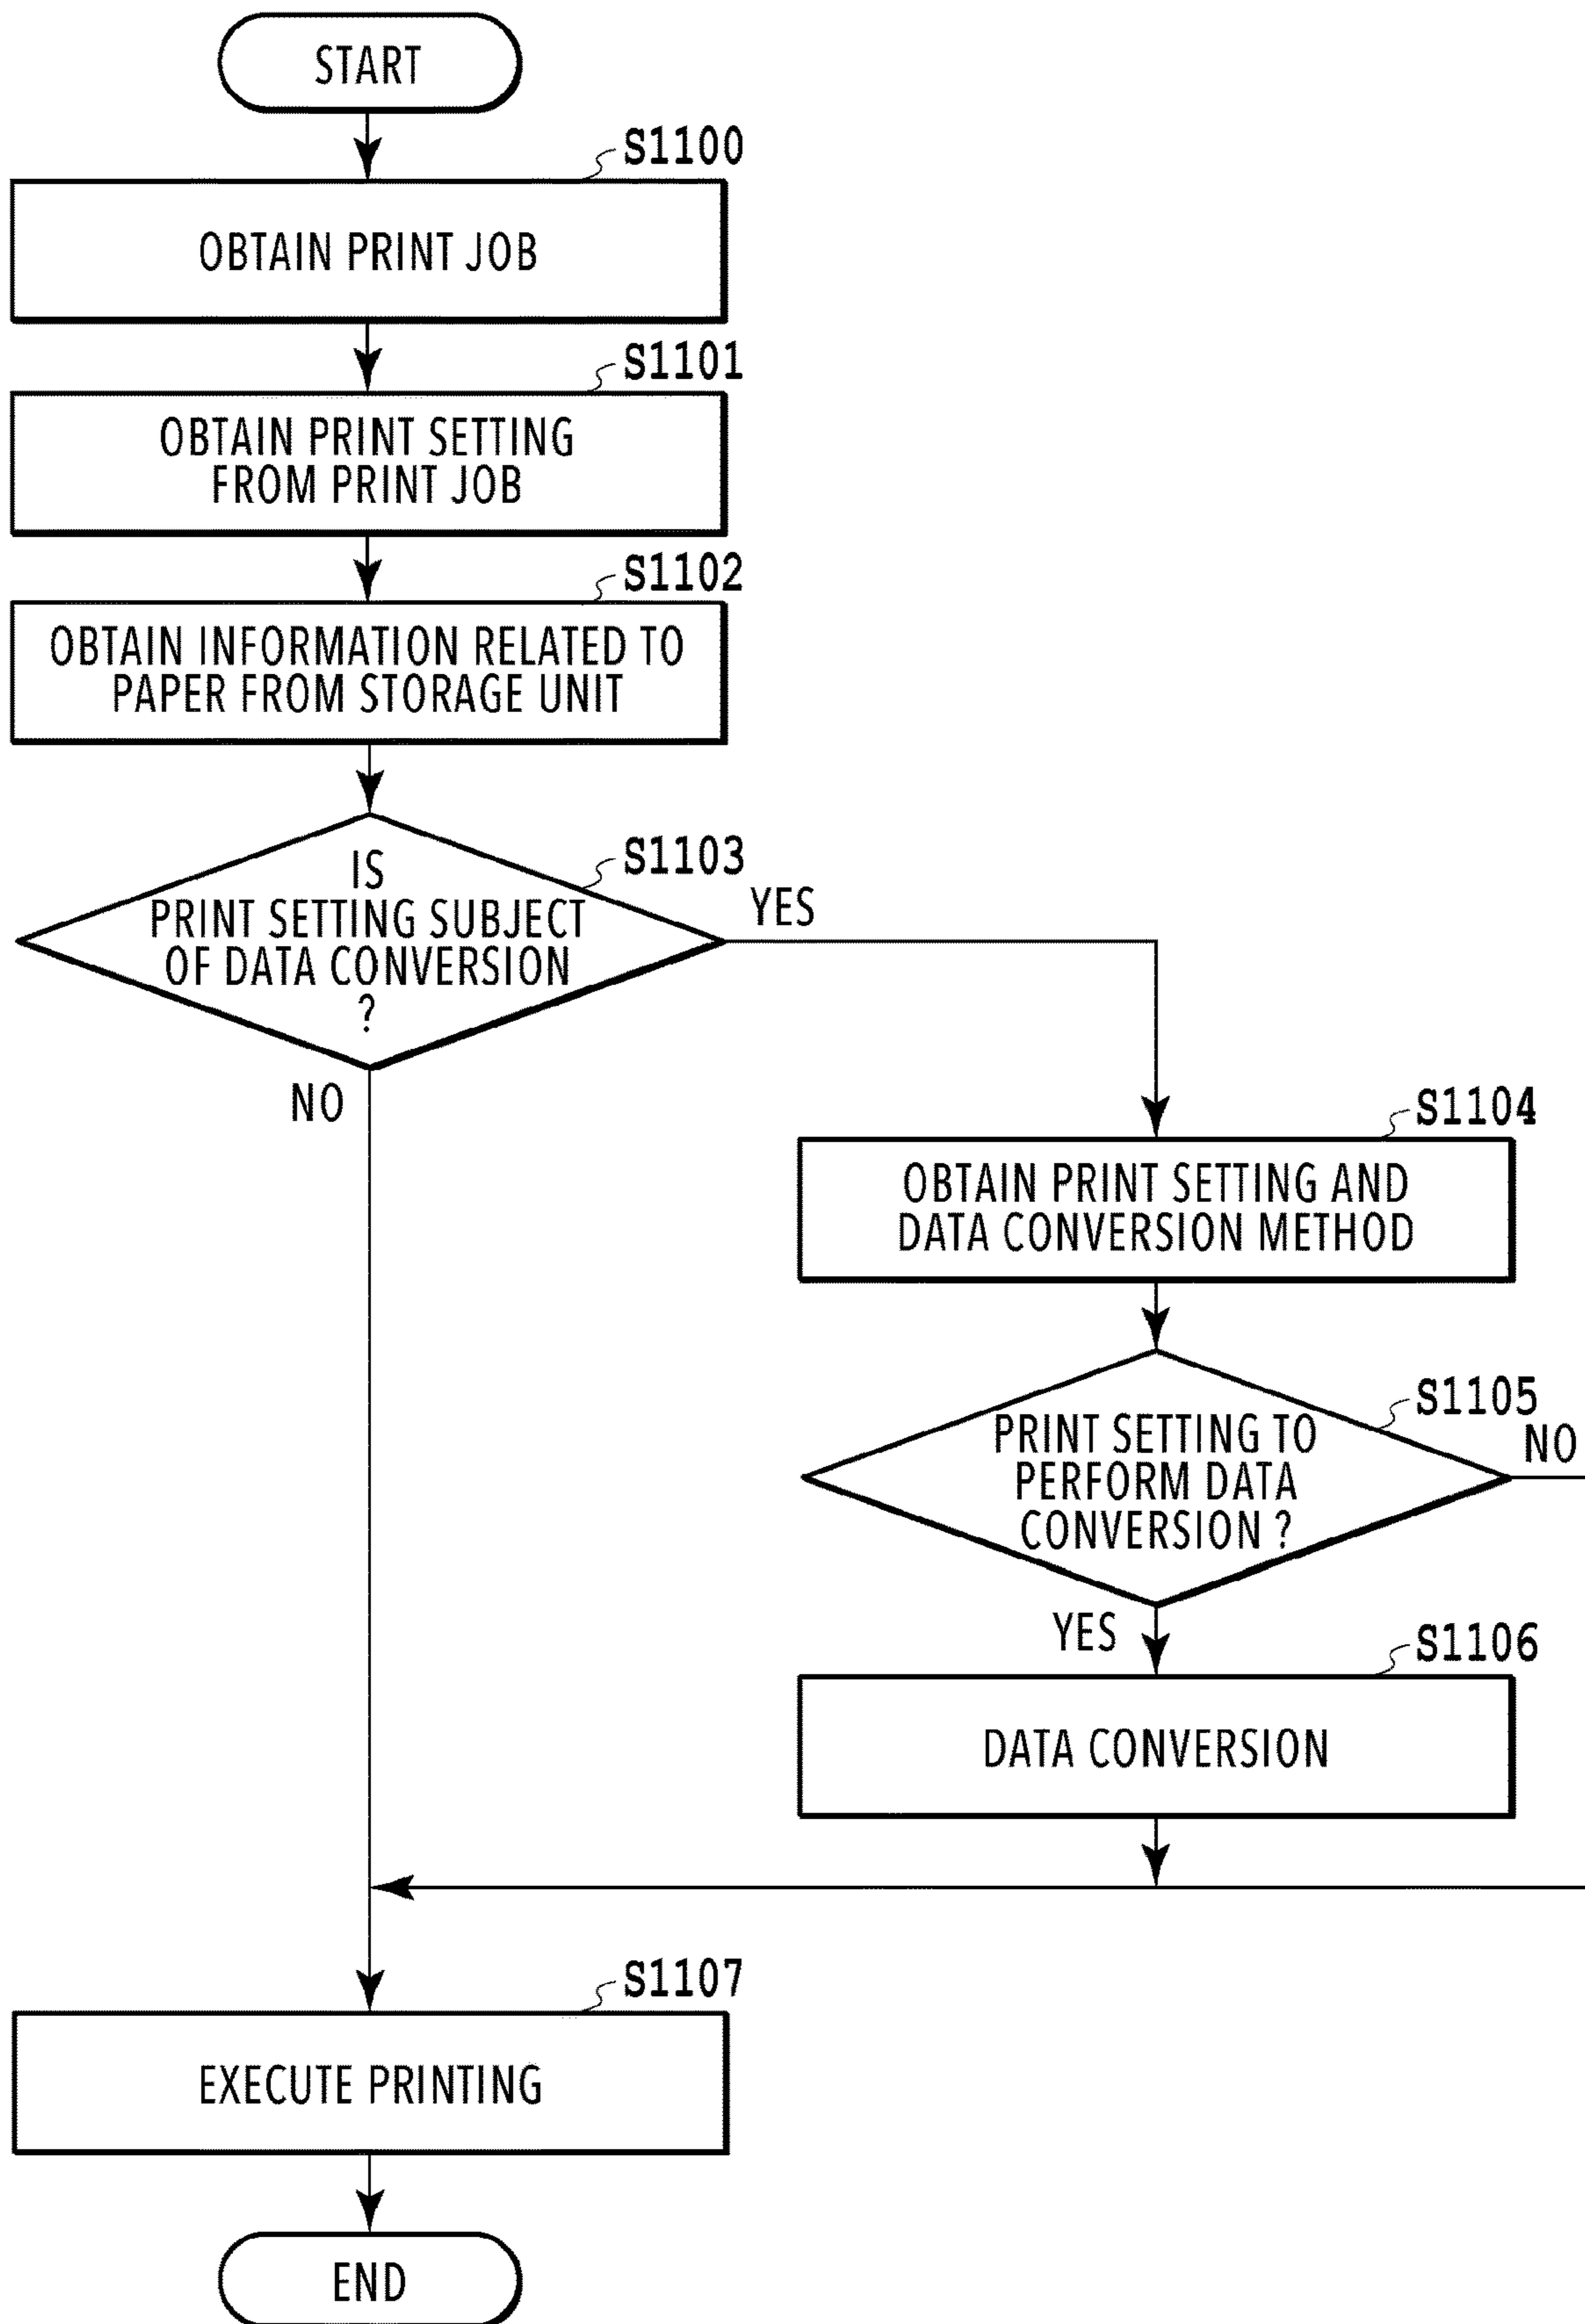 START
S1100
OBTAIN PRINT JOB
S1101
OBTAIN PRINT SETTING
FROM PRINT JOB
S1102
OBTAIN INFORMATION RELATED TO
PAPER FROM STORAGE UNIT
S1103
IS
PRINT SETTING SUBJECT
OF DATA CONVERSION
?
YES
NO
S1104
OBTAIN PRINT SETTING AND
DATA CONVERSION METHOD
S1105
PRINT SETTING TO
PERFORM DATA
CONVERSION ?
NO
YES
S1106
DATA CONVERSION
S1107
EXECUTE PRINTING
END